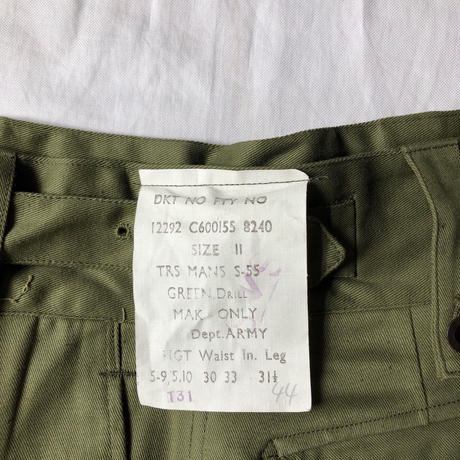 DKT NO FTY NO
12292 C600155 8240
SIZE 11
TRS MANS S-55
GREEN. DRILL
MAK ONLY
Dept. ARMY
HGT Waist In. Leg
5-9/5.10 30 33 31½
T31
44